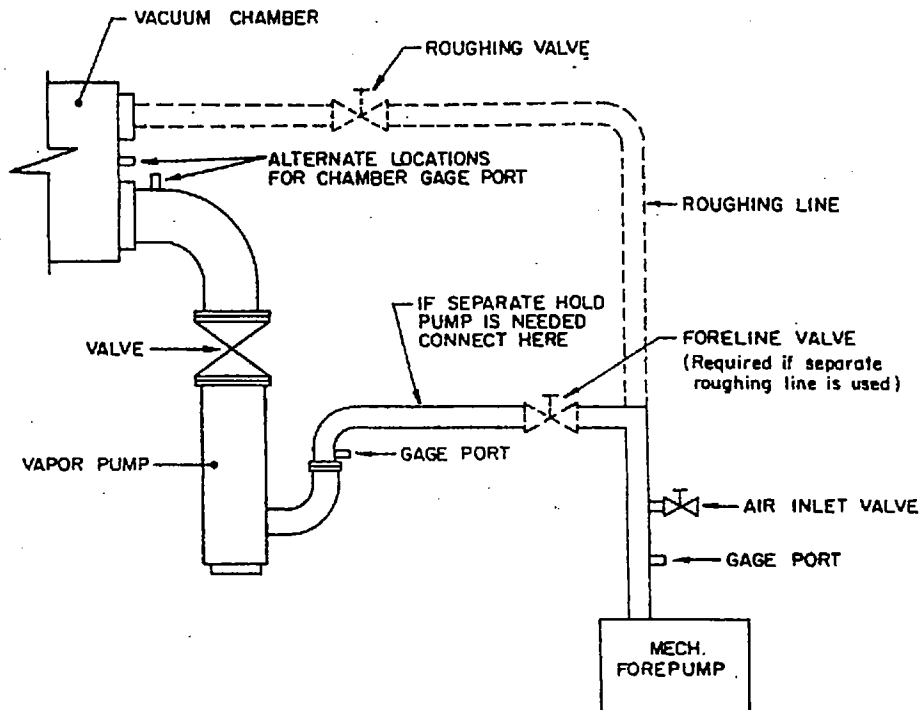 VACUUM CHAMBER
ROUGHING VALVE
ALTERNATE LOCATIONS
FOR CHAMBER GAGE PORT
ROUGHING LINE
IF SEPARATE HOLD
PUMP IS NEEDED
CONNECT HERE
FORELINE VALVE
(Required if separate
roughing line is used)
VALVE
VAPOR PUMP
GAGE PORT
AIR INLET VALVE
GAGE PORT
MECH.
FOREPUMP